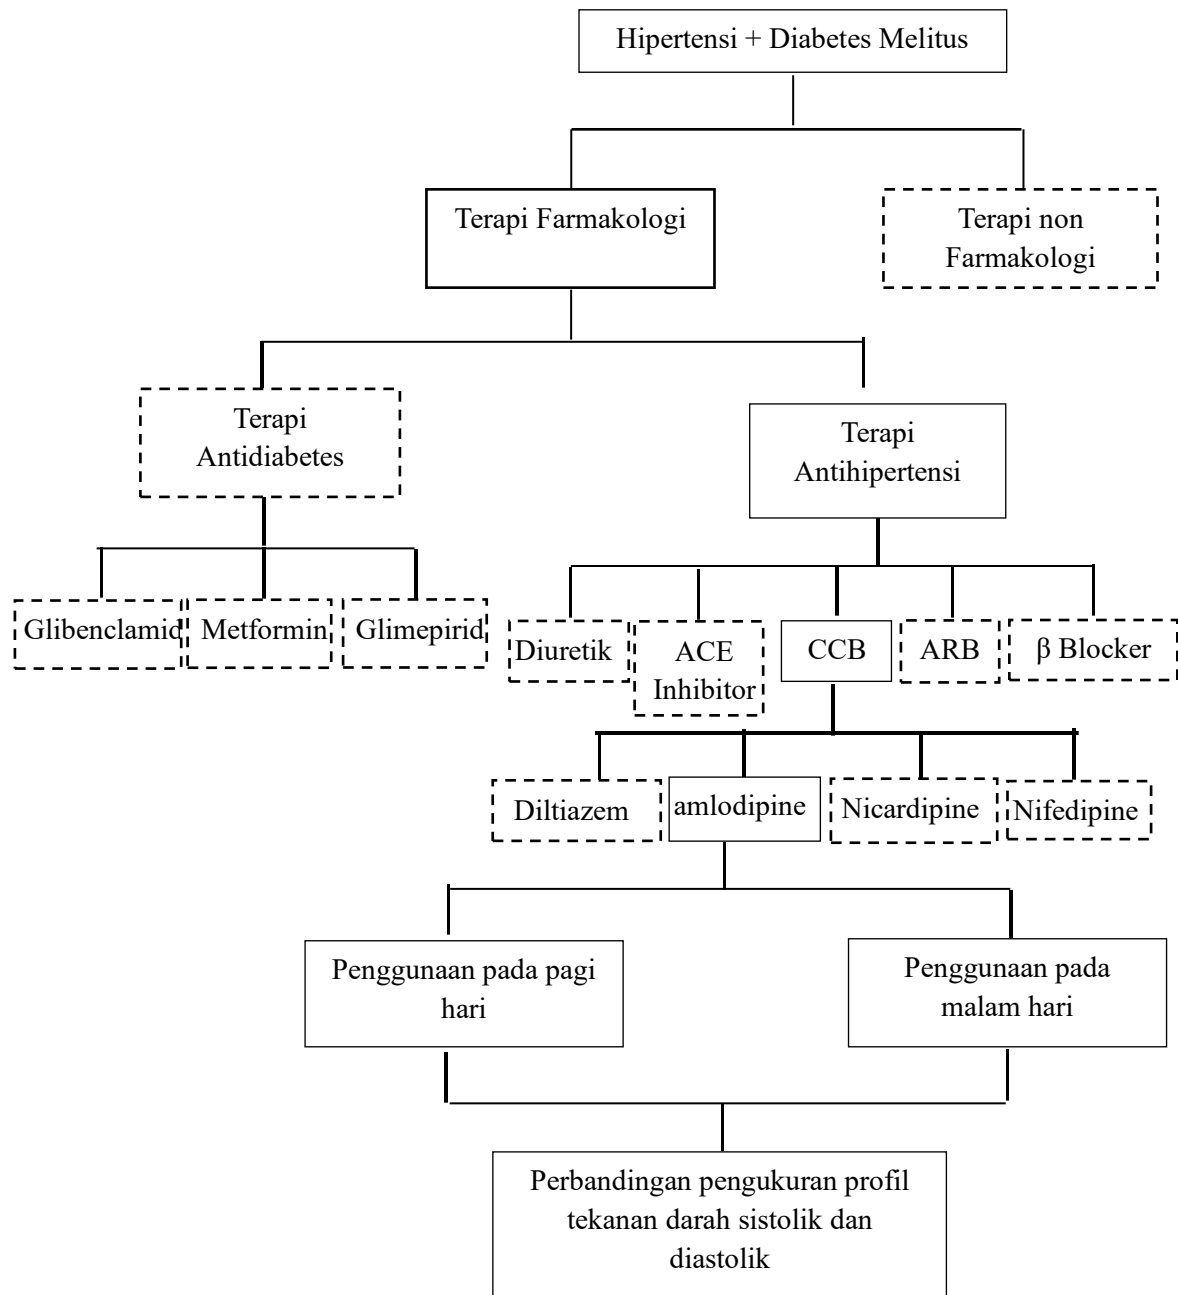 Hipertensi + Diabetes Melitus
Terapi Farmakologi
Terapi non
Farmakologi
Terapi
Antidiabetes
Terapi
Antihipertensi
Glibenclamid
Metformin
Glimepirid
Diuretik
ACE
Inhibitor
CCB
ARB
β Blocker
Diltiazem
amlodipine
Nicardipine
Nifedipine
Penggunaan pada pagi
hari
Penggunaan pada
malam hari
Perbandingan pengukuran profil
tekanan darah sistolik dan
diastolik